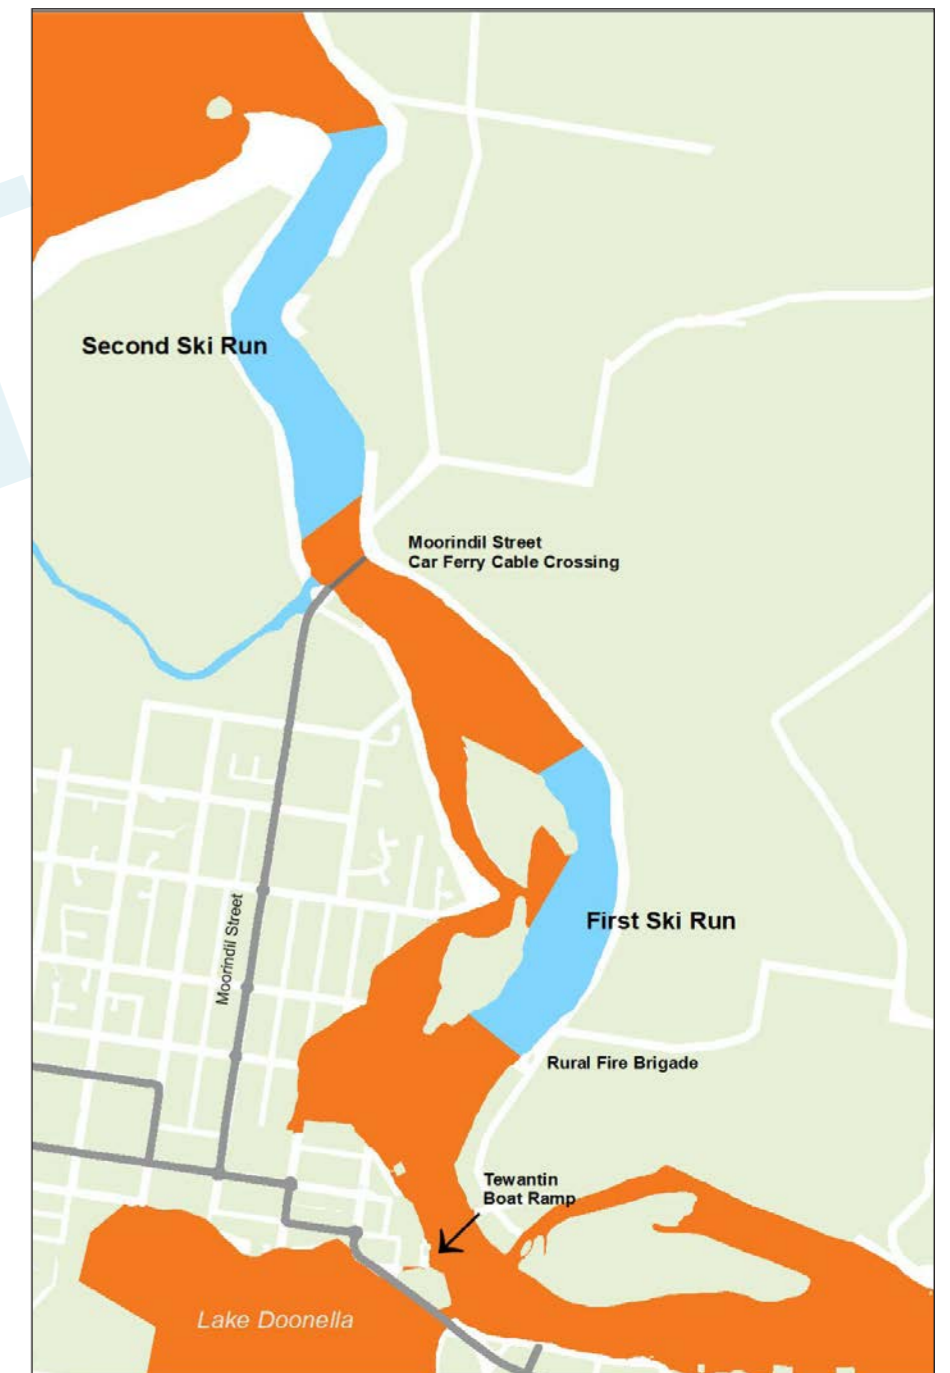 Second Ski Run
Moorindil Street
Car Ferry Cable Crossing
Moorindil Street
First Ski Run
Rural Fire Brigade
Tewantin
Boat Ramp
Lake Doonella